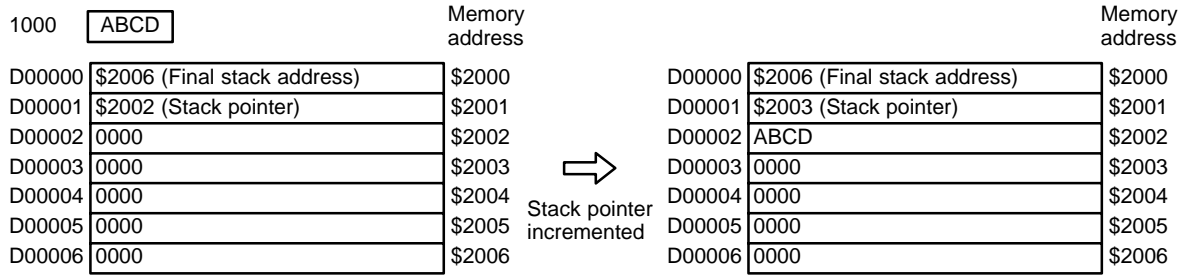 1000 ABCD Memory address Memory address
D00000 $2006 (Final stack address) $2000 D00000 $2006 (Final stack address) $2000
D00001 $2002 (Stack pointer) $2001 D00001 $2003 (Stack pointer) $2001
D00002 0000 $2002 D00002 ABCD $2002
D00003 0000 $2003 D00003 0000 $2003
D00004 0000 $2004 D00004 0000 $2004
D00005 0000 $2005 Stack pointer incremented D00005 0000 $2005
D00006 0000 $2006 D00006 0000 $2006